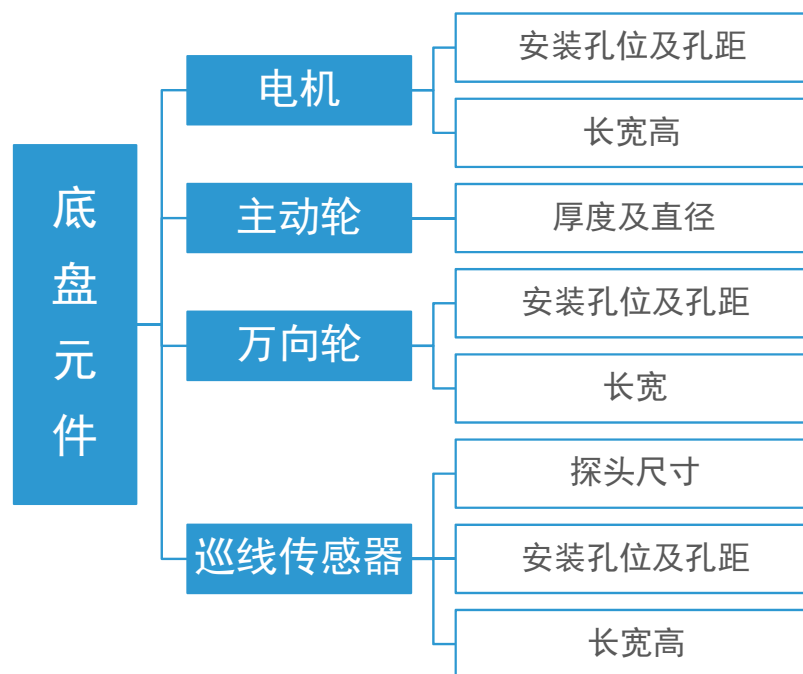 底盘元件
电机
安装孔位及孔距
长宽高
主动轮
厚度及直径
万向轮
安装孔位及孔距
长宽
巡线传感器
探头尺寸
安装孔位及孔距
长宽高